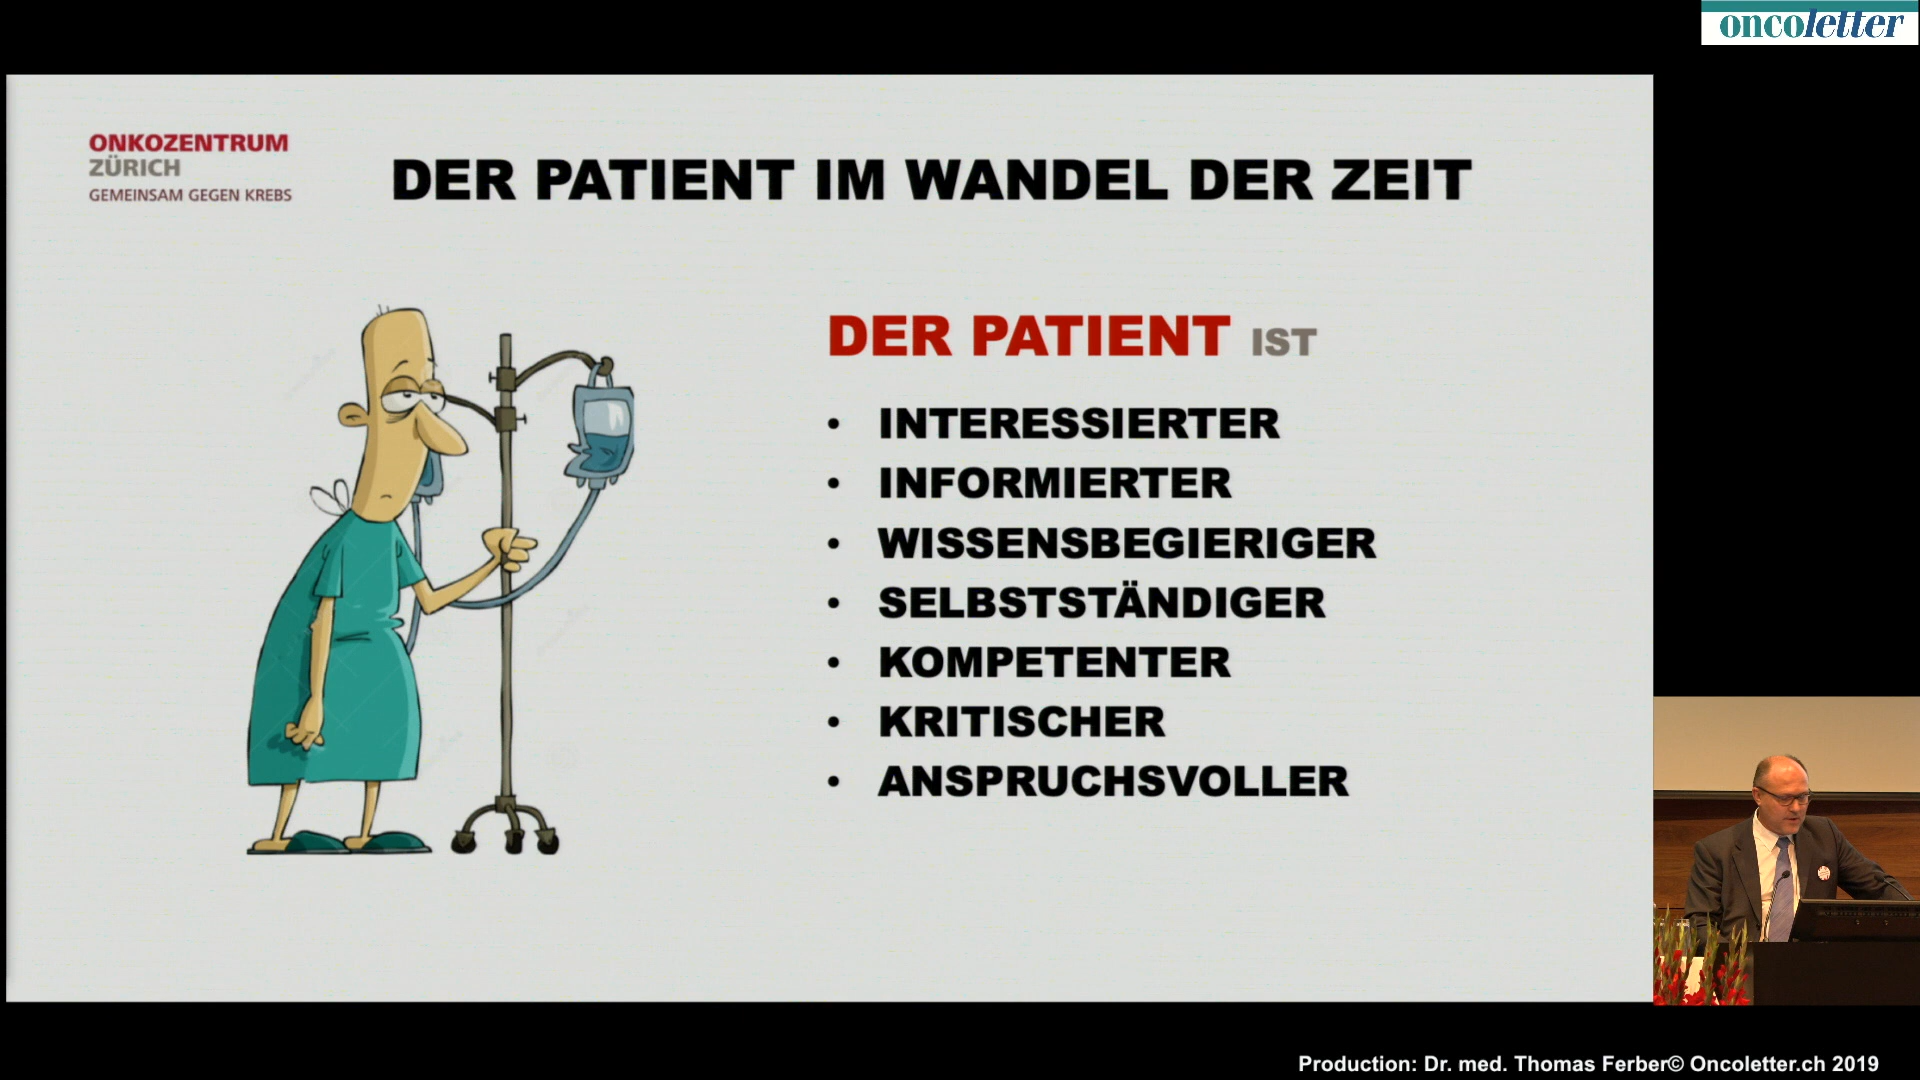 oncoletter
ONKOZENTRUM
ZÜRICH
GEMEINSAM GEGEN KREBS
DER PATIENT IM WANDEL DER ZEIT
DER PATIENT IST
• INTERESSIERTER
• INFORMIERTER
• WISSENSBEGIERIGER
• SELBSTSTÄNDIGER
• KOMPETENTER
• KRITISCHER
• ANSPRUCHSVOLLER
Production: Dr. med. Thomas Ferber© Oncoletter.ch 2019